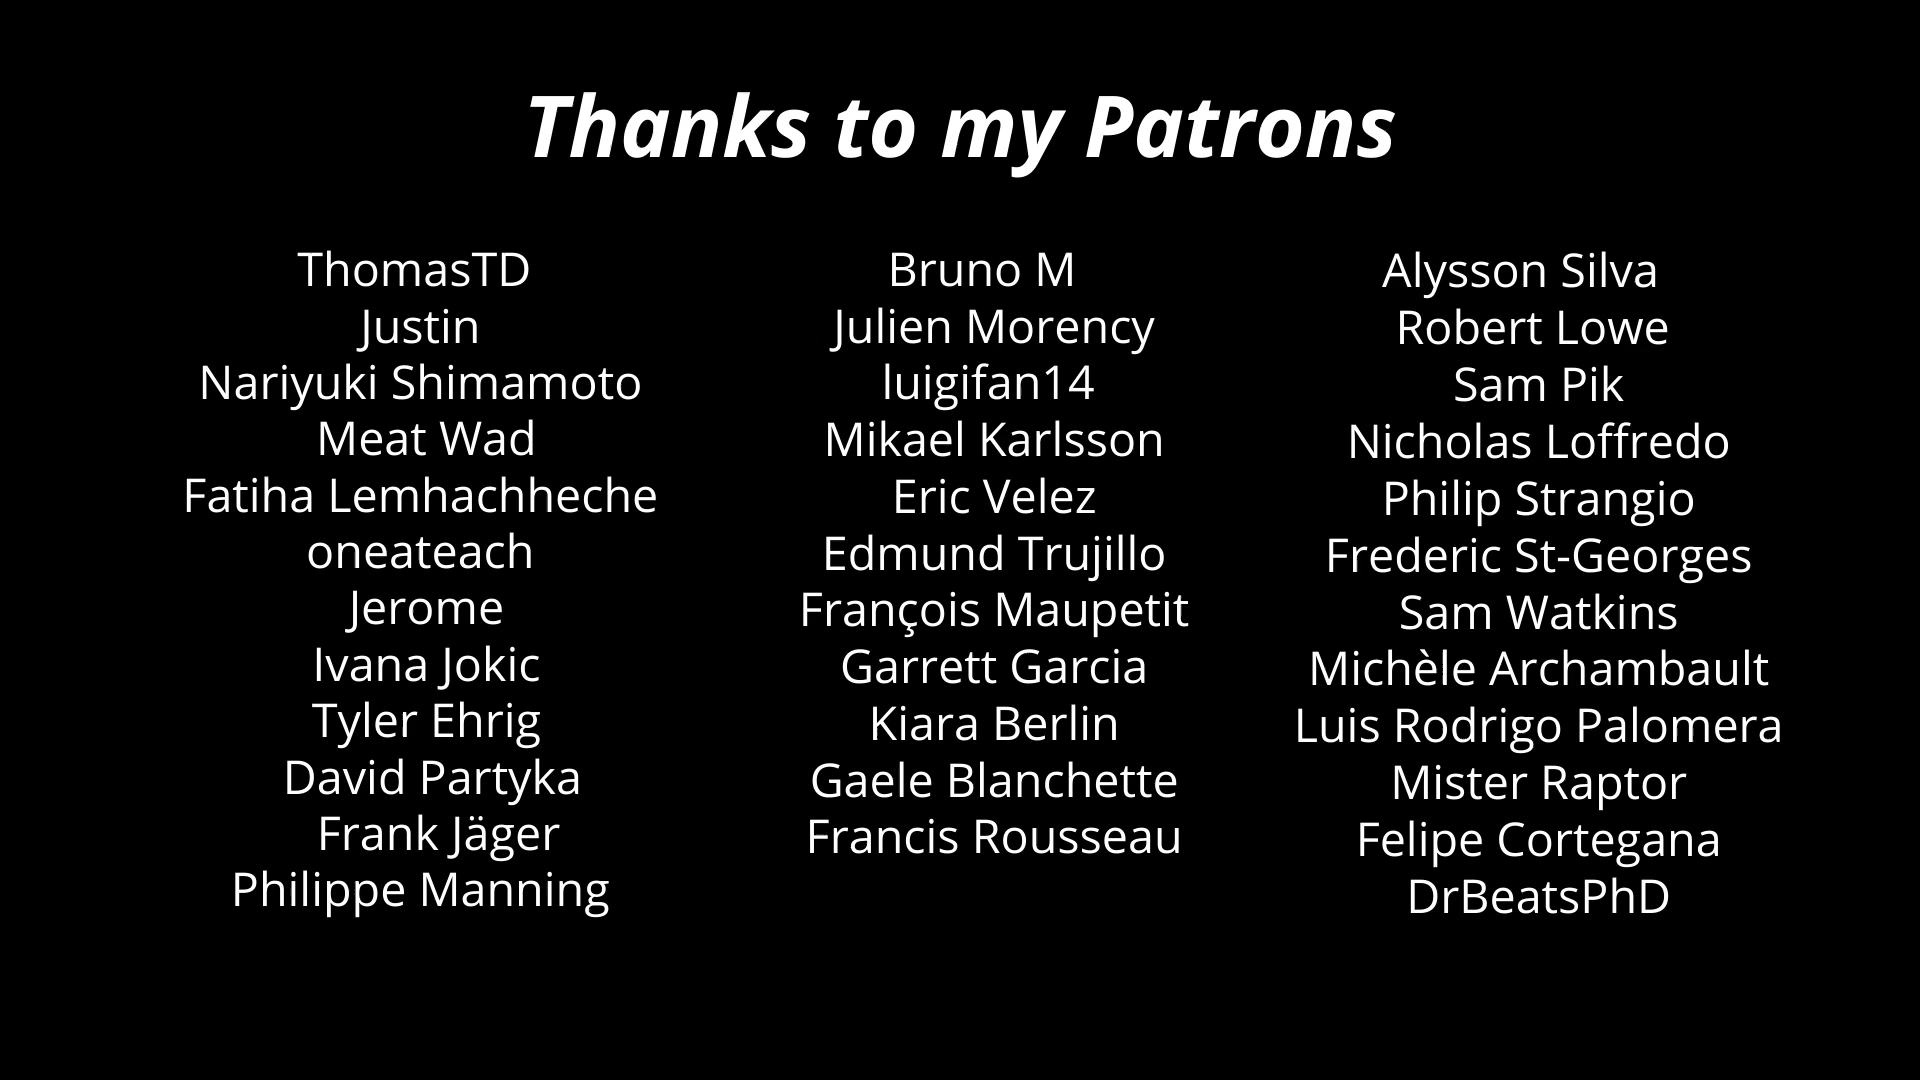 Thanks to my Patrons
ThomasTD
Justin
Nariyuki Shimamoto
Meat Wad
Fatiha Lemhachheche
oneateach
Jerome
Ivana Jokic
Tyler Ehrig
David Partyka
Frank Jäger
Philippe Manning
Bruno M
Julien Morency
luigifan14
Mikael Karlsson
Eric Velez
Edmund Trujillo
François Maupetit
Garrett Garcia
Kiara Berlin
Gaele Blanchette
Francis Rousseau
Alysson Silva
Robert Lowe
Sam Pik
Nicholas Loffredo
Philip Strangio
Frederic St-Georges
Sam Watkins
Michèle Archambault
Luis Rodrigo Palomera
Mister Raptor
Felipe Cortegana
DrBeatsPhD